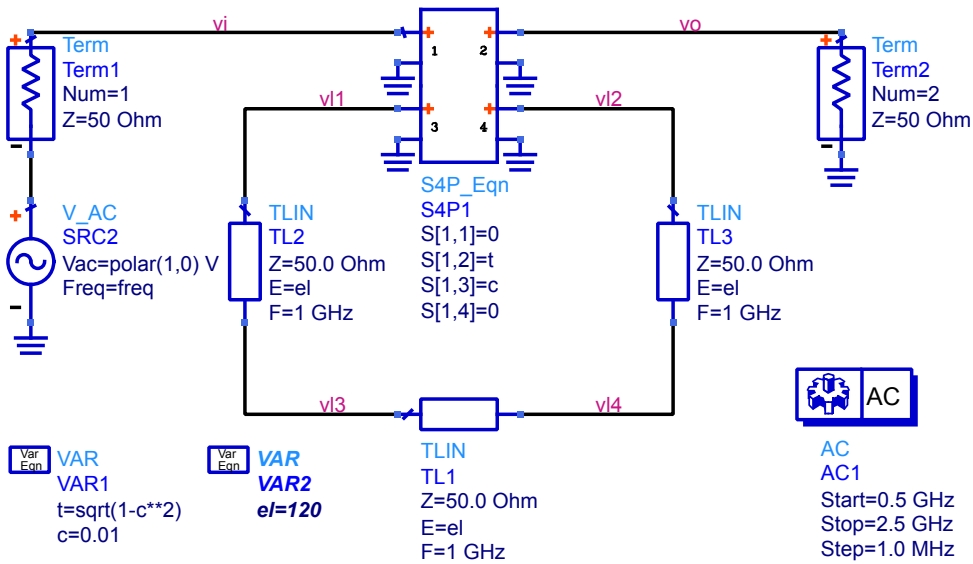 vi
vo
Term
Term1
Num=1
Z=50 Ohm
1
2
3
4
Term
Term2
Num=2
Z=50 Ohm
vl1
vl2
S4P_Eqn
S4P1
S[1,1]=0
S[1,2]=t
S[1,3]=c
S[1,4]=0
V_AC
SRC2
Vac=polar(1,0) V
Freq=freq
TLIN
TL2
Z=50.0 Ohm
E=el
F=1 GHz
TLIN
TL3
Z=50.0 Ohm
E=el
F=1 GHz
vl3
vl4
TLIN
TL1
Z=50.0 Ohm
E=el
F=1 GHz
Var
Eqn
VAR
VAR1
t=sqrt(1-c**2)
c=0.01
Var
Eqn
VAR
VAR2
el=120
AC
AC
AC1
Start=0.5 GHz
Stop=2.5 GHz
Step=1.0 MHz